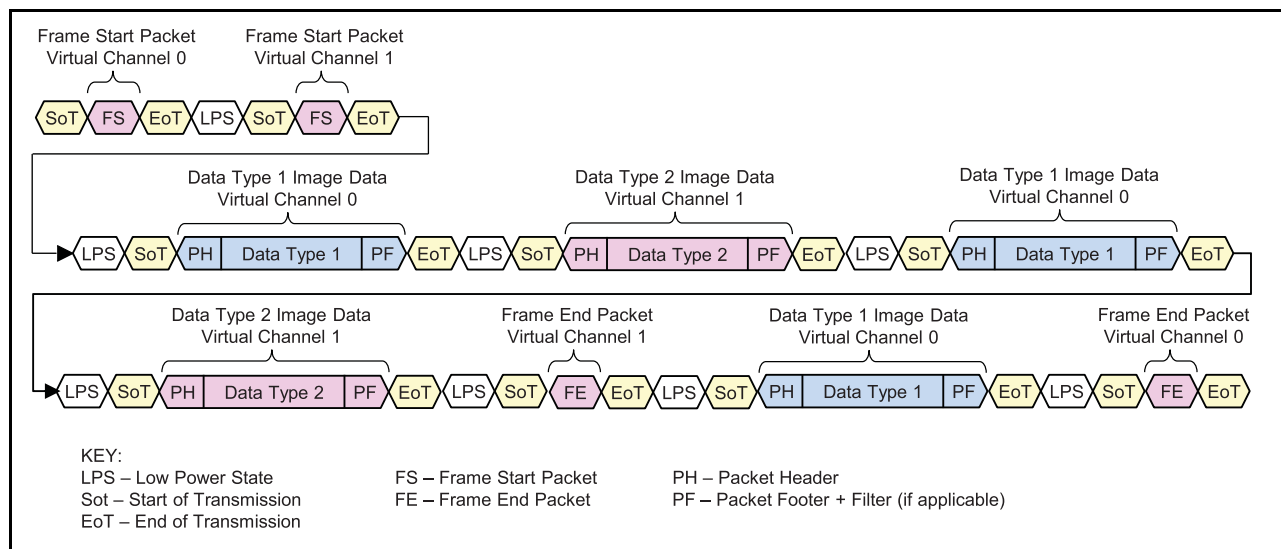 Frame Start Packet
Virtual Channel 0
Frame Start Packet
Virtual Channel 1
SoT FS EoT LPS SoT FS EoT
Data Type 1 Image Data
Virtual Channel 0
Data Type 2 Image Data
Virtual Channel 1
Data Type 1 Image Data
Virtual Channel 0
LPS SoT PH Data Type 1 PF EoT LPS SoT PH Data Type 2 PF EoT LPS SoT PH Data Type 1 PF EoT
Data Type 2 Image Data
Virtual Channel 1
Frame End Packet
Virtual Channel 1
Data Type 1 Image Data
Virtual Channel 0
Frame End Packet
Virtual Channel 0
LPS SoT PH Data Type 2 PF EoT LPS SoT FE EoT LPS SoT PH Data Type 1 PF EoT LPS SoT FE EoT
KEY:
LPS – Low Power State
Sot – Start of Transmission
EoT – End of Transmission
FS – Frame Start Packet
FE – Frame End Packet
PH – Packet Header
PF – Packet Footer + Filter (if applicable)